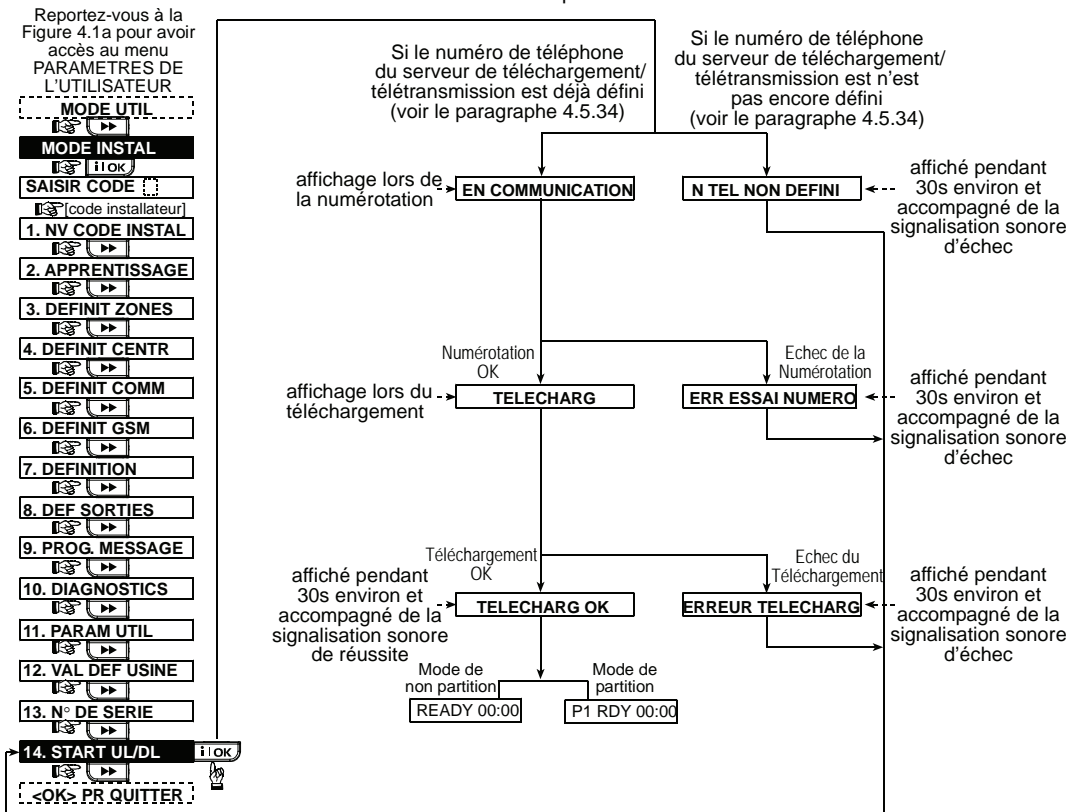 Reportez-vous à la
Figure 4.1a pour avoir
accès au menu
PARAMETRES DE
L'UTILISATEUR
MODE UTIL
MODE INSTAL
i I OK
SAISIR CODE
[code installateur]
1. NV CODE INSTAL
2. APPRENTISSAGE
3. DEFINIT ZONES
4. DEFINIT CENTR
5. DEFINIT COMM
6. DEFINIT GSM
7. DEFINITION
8. DEF SORTIES
9. PROG. MESSAGE
10. DIAGNOSTICS
11. PARAM UTIL
12. VAL DEF USINE
13. N° DE SERIE
14. START UL/DL
i I OK
<OK> PR QUITTER
Si le numéro de téléphone
du serveur de téléchargement/
télétransmission est déjà défini
(voir le paragraphe 4.5.34)
Si le numéro de téléphone
du serveur de téléchargement/
télétransmission est n'est
pas encore défini
(voir le paragraphe 4.5.34)
affichage lors de
la numérotation
EN COMMUNICATION
N TEL NON DEFINI
affiché pendant
30s environ et
accompagné de la
signalisation sonore
d'échec
Numérotation
OK
Echec de la
Numérotation
affichage lors du
téléchargement
TELECHARG
ERR ESSAI NUMERO
affiché pendant
30s environ et
accompagné de la
signalisation sonore
d'échec
Téléchargement
OK
Echec du
Téléchargement
affiché pendant
30s environ et
accompagné de la
signalisation sonore
de réussite
TELECHARG OK
ERREUR TELECHARG
affiché pendant
30s environ et
accompagné de la
signalisation sonore
d'échec
Mode de
non partition
Mode de
partition
READY 00:00
P1 RDY 00:00